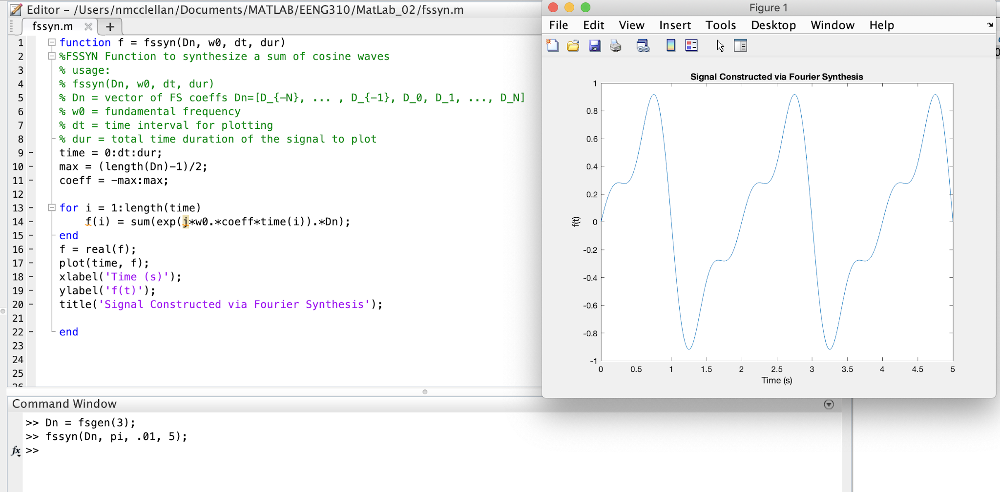 Editor – /Users/nmcclellan/Documents/MATLAB/EENG310/MatLab_02/fssyn.m
fssyn.m
+
1 function f = fssyn(Dn, w0, dt, dur)
2 %FSSYN Function to synthesize a sum of cosine waves
3 % usage:
4 % fssyn(Dn, w0, dt, dur)
5 % Dn = vector of FS coeffs Dn=[D_{-N}, ... , D_{-1}, D_0, D_1, ..., D_N]
6 % w0 = fundamental frequency
7 % dt = time interval for plotting
8 % dur = total time duration of the signal to plot
9 – time = 0:dt:dur;
10 – max = (length(Dn)-1)/2;
11 – coeff = -max:max;
12
13 – for i = 1:length(time)
14 – f(i) = sum(exp(j*w0.*coeff*time(i)).*Dn);
15 – end
16 – f = real(f);
17 – plot(time, f);
18 – xlabel('Time (s)');
19 – ylabel('f(t)');
20 – title('Signal Constructed via Fourier Synthesis');
21
22 – end
23
24
25
26
Command Window
>> Dn = fsgen(3);
>> fssyn(Dn, pi, .01, 5);
fx >>
Figure 1
File Edit View Insert Tools Desktop Window Help
Signal Constructed via Fourier Synthesis
1
0.8
0.6
0.4
0.2
0
-0.2
-0.4
-0.6
-0.8
-1
f(t)
0 0.5 1 1.5 2 2.5 3 3.5 4 4.5 5
Time (s)